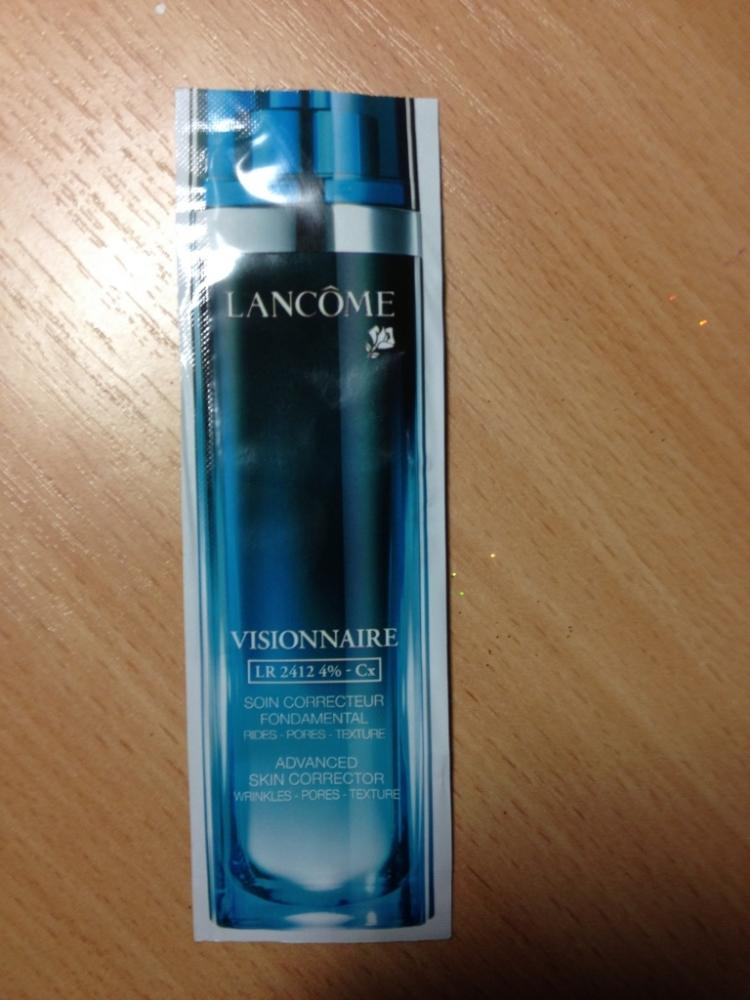 LANCÔME
VISIONNAIRE
LR 2412 4% - Cx
SOIN CORRECTEUR
FONDAMENTAL
RIDES - PORES - TEXTURE
ADVANCED
SKIN CORRECTOR
WRINKLES - PORES - TEXTURE